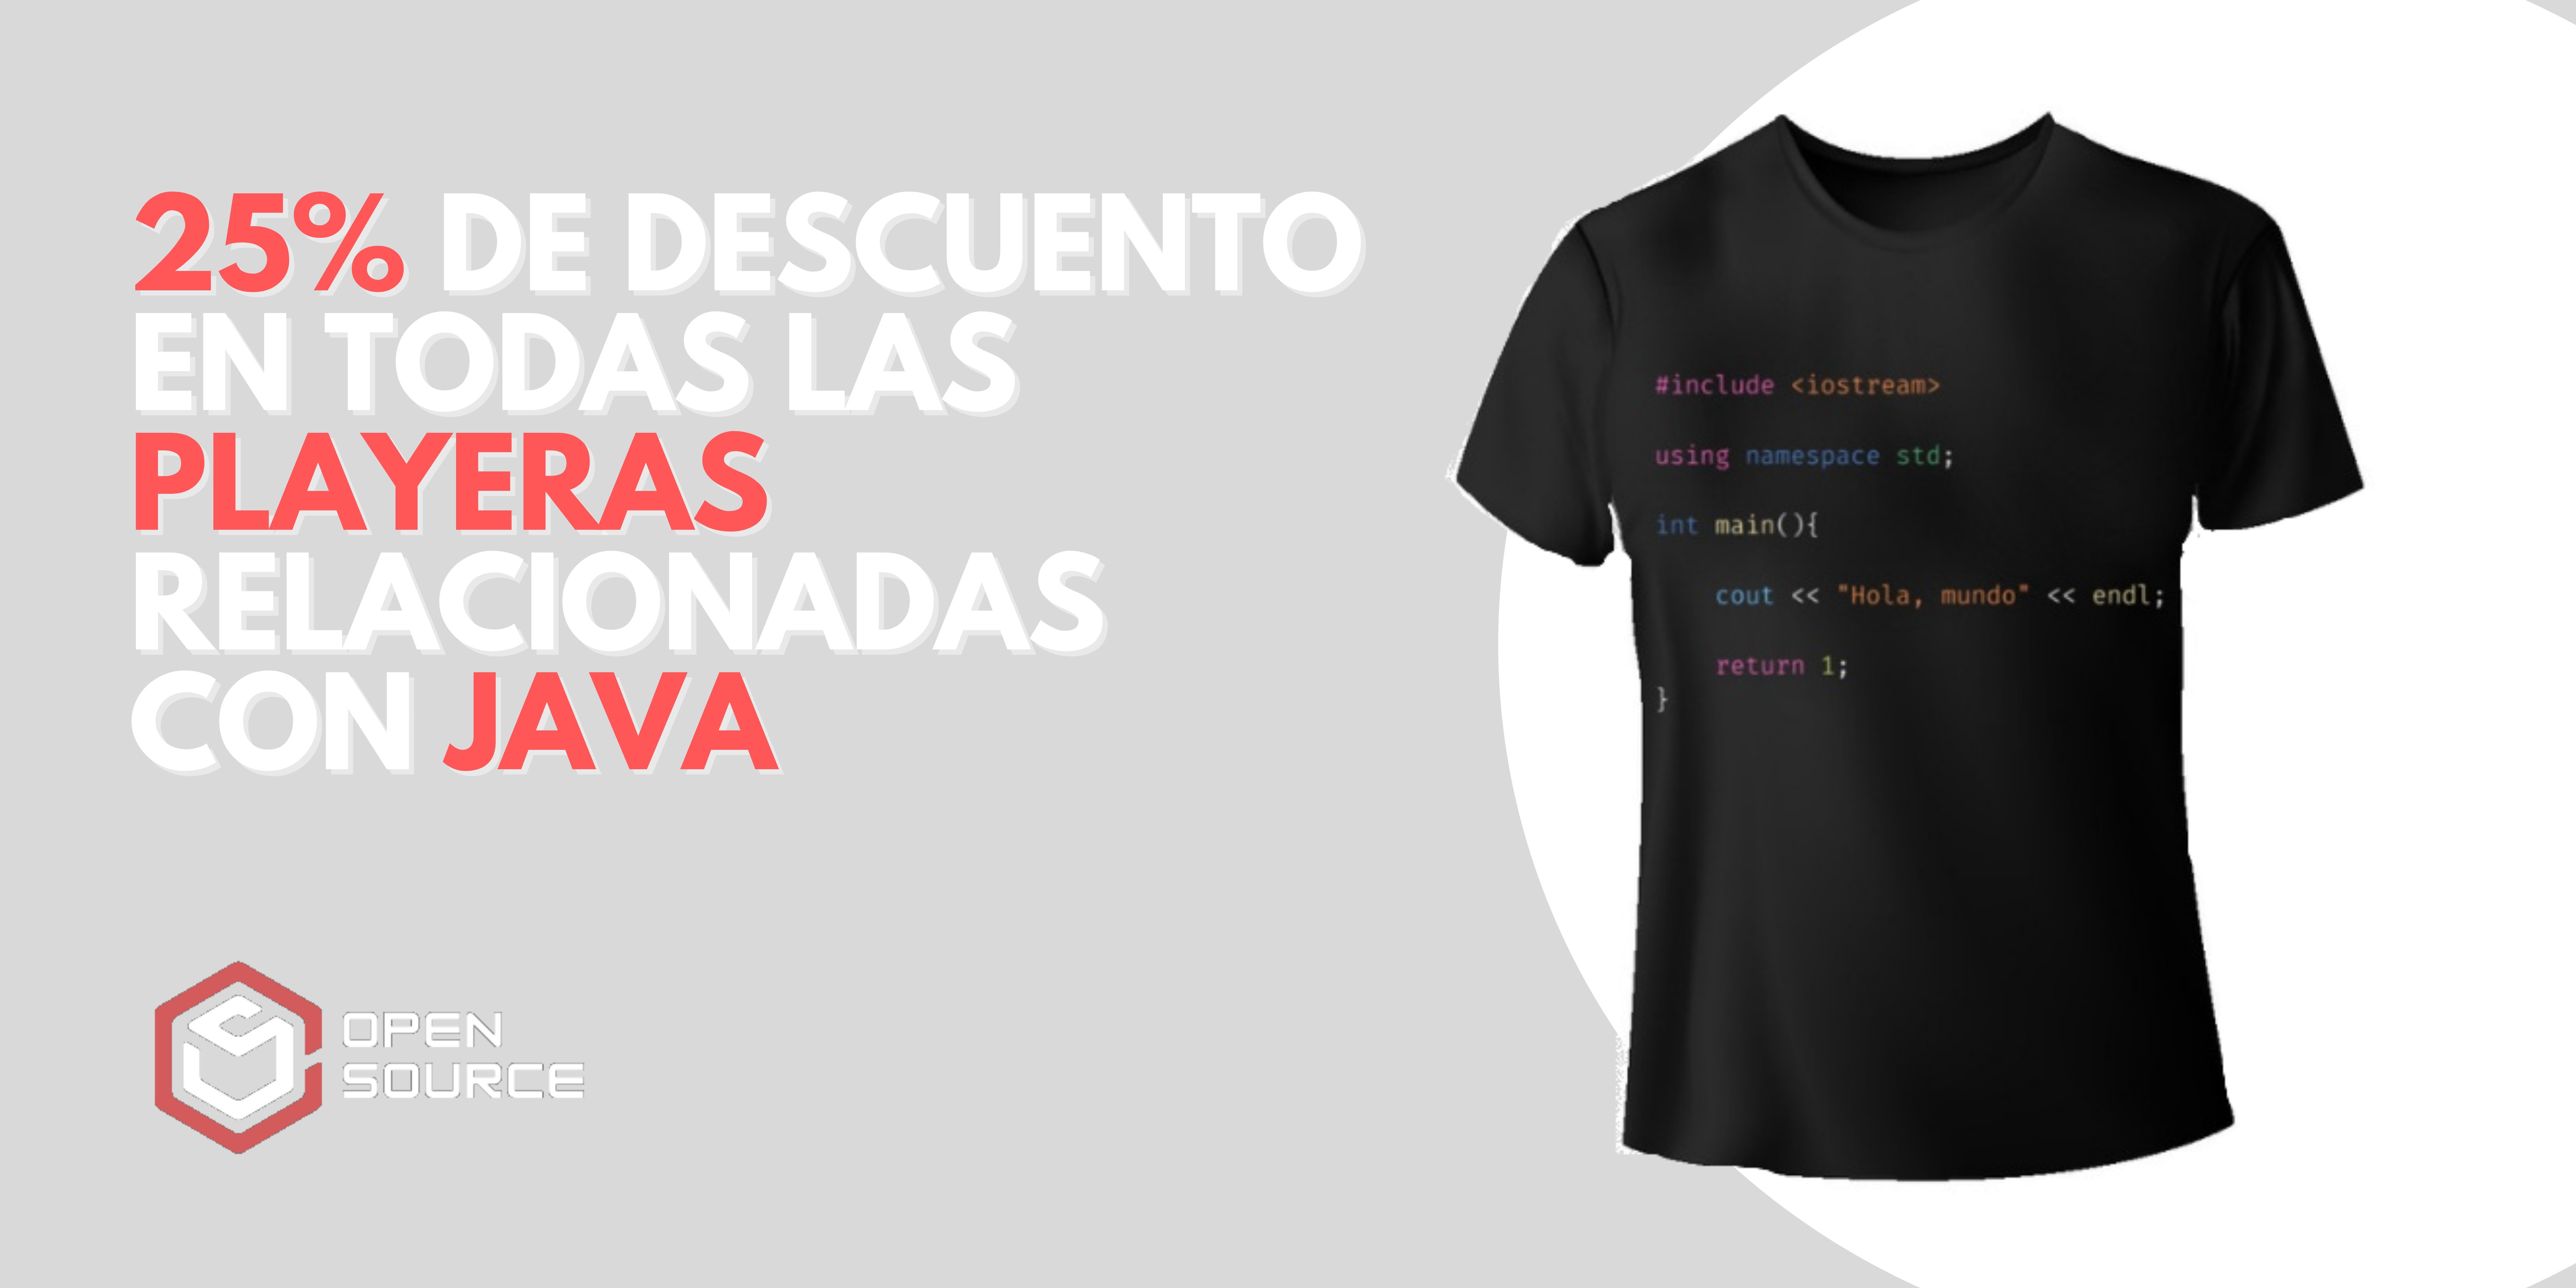 25% DE DESCUENTO
EN TODAS LAS
PLAYERAS
RELACIONADAS
CON JAVA
OPEN
SOURCE
#include <iostream>
using namespace std;
int main(){
cout << "Hola, mundo" << endl;
return 1;
}